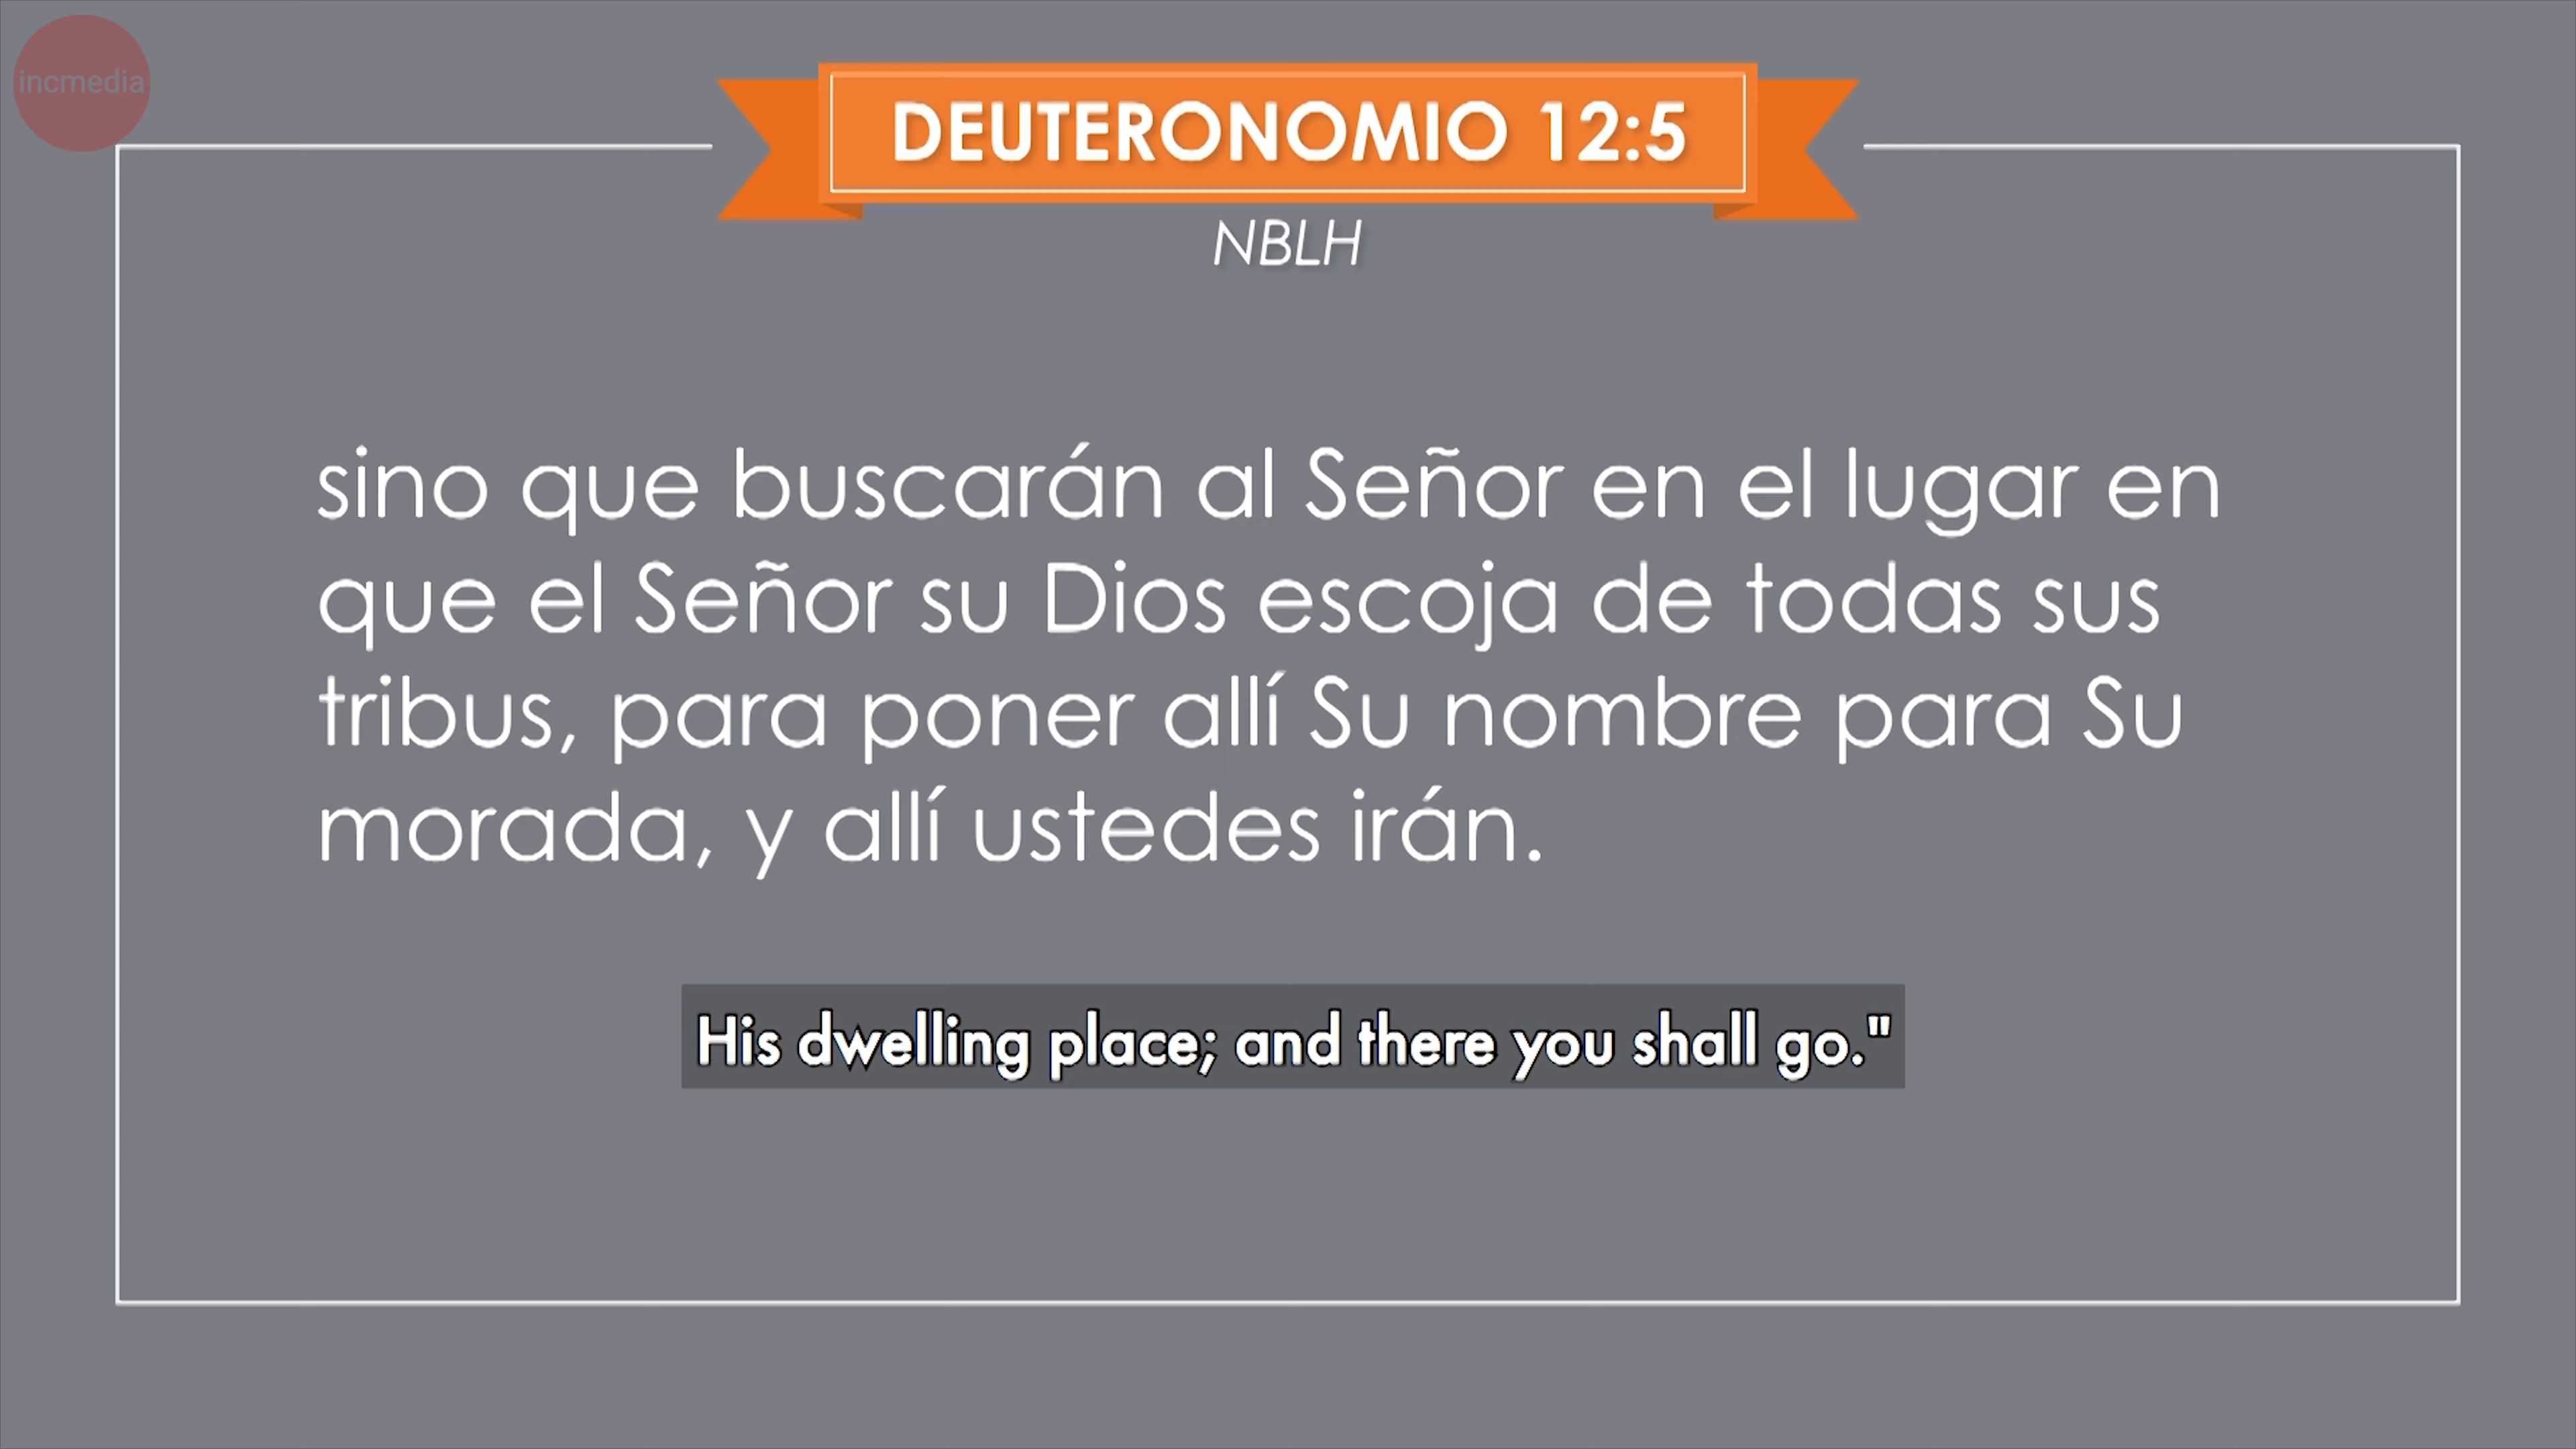 incmedia
DEUTERONOMIO 12:5
NBLH
sino que buscarán al Señor en el lugar en
que el Señor su Dios escoja de todas sus
tribus, para poner allí Su nombre para Su
morada, y allí ustedes irán.
His dwelling place; and there you shall go."